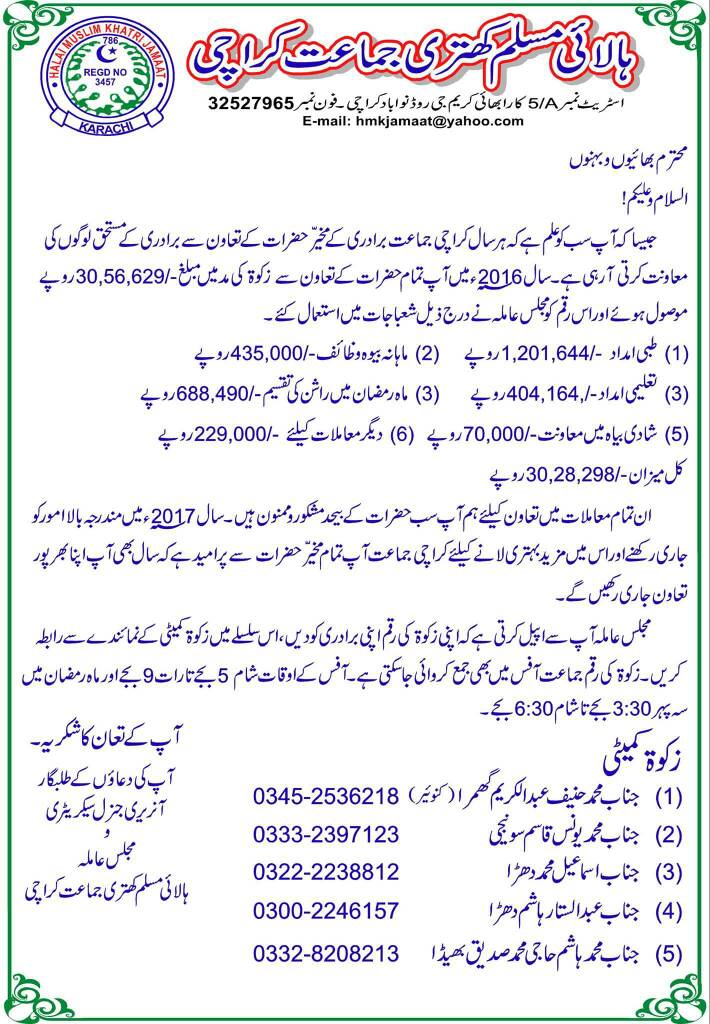 HALAI MUSLIM KHATRI JAMAAT
786
REGD NO
3457
KARACHI
ہالائی مسلم کھتری جماعت کراچی
اسٹریٹ نمبر 5/A کارابھائی کریم جی روڈ نوابادکراچی۔فون نمبر 32527965
E-mail: hmkjamaat@yahoo.com
محترم بھائیوں و بہنوں
السلام وعلیکم!
جیسا کہ آپ سب کو علم ہے کہ ہر سال کراچی جماعت برادری کے مخیّر حضرات کے تعاون سے برادری کے مستحق لوگوں کی
معاونت کرتی آرہی ہے۔سال 2016ء میں آپ تمام حضرات کے تعاون سے زکوۃ کی مد میں مبلغ -/30,56,629 روپے
موصول ہوئے اور اس رقم کو مجلس عاملہ نے درج ذیل شعباجات میں استعمال کئے ۔
(1) طبی امداد -/1,201,644 روپے (2) ماہانہ بیوہ وظائف -/435,000 روپے
(3) تعلیمی امداد -/404,164, روپے (3) ماہ رمضان میں راشن کی تقسیم -/688,490 روپے
(5) شادی بیاہ میں معاونت -/70,000 روپے (6) دیگر معاملات کیلئے -/229,000 روپے
کل میزان -/30,28,298 روپے
ان تمام معاملات میں تعاون کیلئے ہم آپ سب حضرات کے بیحد مشکور و ممنون ہیں۔سال 2017ء میں مندرجہ بالا امور کو
جاری رکھنے اور اس میں مزید بہتری لانے کیلئے کراچی جماعت آپ تمام مخیّر حضرات سے پرامید ہے کہ سال بھی آپ اپنا بھرپور
تعاون جاری رکھیں گے۔
مجلس عاملہ آپ سے اپیل کرتی ہے کہ اپنی زکوۃ کی رقم اپنی برادری کو دیں، اس سلسلے میں زکوۃ کمیٹی کے نمائندے سے رابطہ
کریں۔زکوۃ کی رقم جماعت آفس میں بھی جمع کروائی جاسکتی ہے۔آفس کے اوقات شام 5 بجے تا رات 9 بجے اور ماہ رمضان میں
سہ پہر 3:30 بجے تا شام 6:30 بجے۔
زکوۃ کمیٹی
(1) جناب محمد حنیف عبدالکریم گھمرا (کنوئیر) 0345-2536218
(2) جناب محمد یونس قاسم سونیجی 0333-2397123
(3) جناب اسماعیل محمد دھڑا 0322-2238812
(4) جناب عبدالستار ہاشم دھڑا 0300-2246157
(5) جناب محمد ہاشم حاجی محمد صدیق بھیڈا 0332-8208213
آپ کے تعان کا شکریہ۔
آپ کی دعاؤں کے طلبگار
آنریری جنرل سیکریٹری
و
مجلس عاملہ
ہالائی مسلم کھتری جماعت کراچی